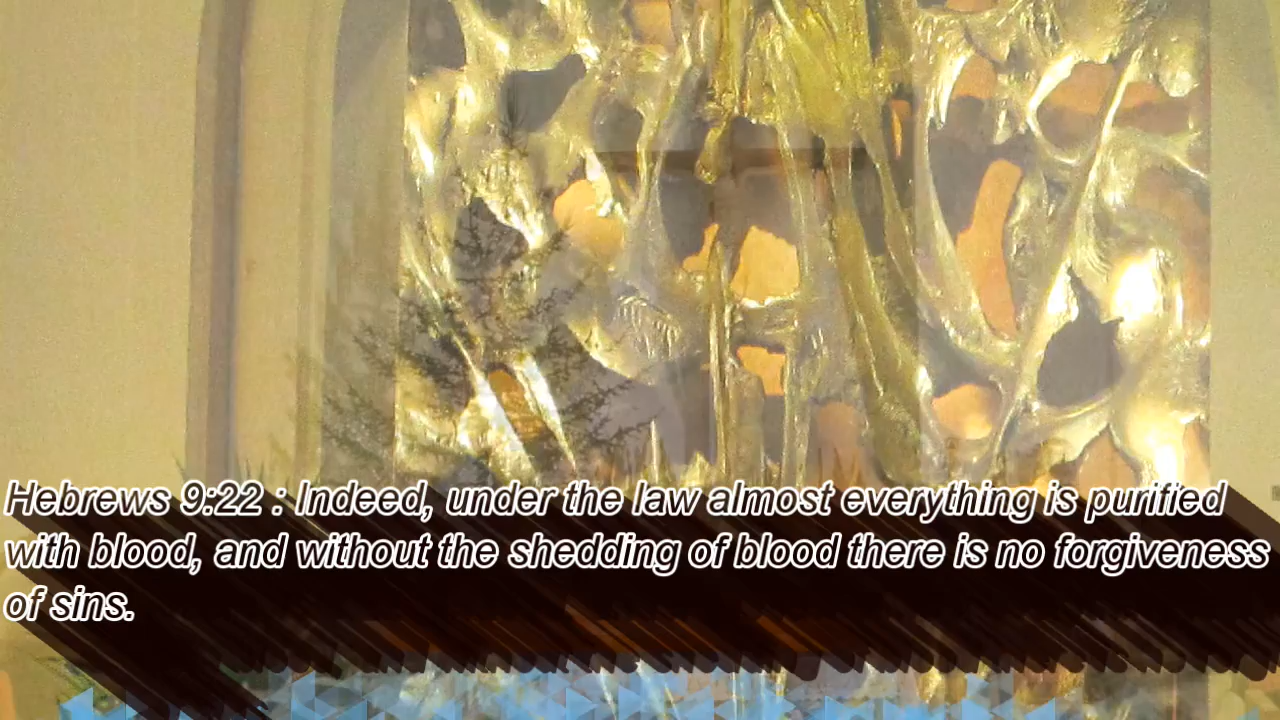 Hebrews 9:22 : Indeed, under the law almost everything is purified
with blood, and without the shedding of blood there is no forgiveness
of sins.